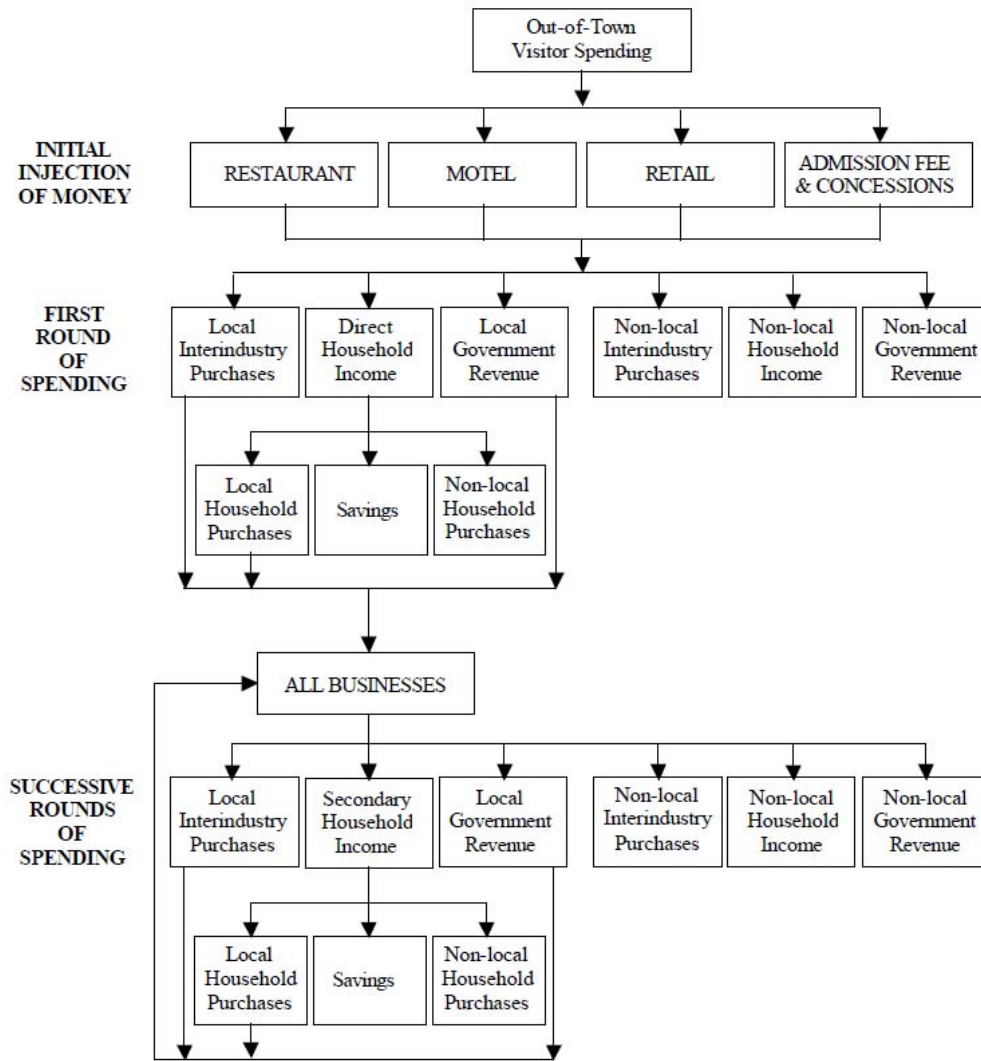 Out-of-Town
Visitor Spending
INITIAL
INJECTION
OF MONEY
RESTAURANT
MOTEL
RETAIL
ADMISSION FEE
& CONCESSIONS
FIRST
ROUND
OF
SPENDING
Local
Interindustry
Purchases
Direct
Household
Income
Local
Government
Revenue
Non-local
Interindustry
Purchases
Non-local
Household
Income
Non-local
Government
Revenue
Local
Household
Purchases
Savings
Non-local
Household
Purchases
ALL BUSINESSES
SUCCESSIVE
ROUNDS
OF
SPENDING
Local
Interindustry
Purchases
Secondary
Household
Income
Local
Government
Revenue
Non-local
Interindustry
Purchases
Non-local
Household
Income
Non-local
Government
Revenue
Local
Household
Purchases
Savings
Non-local
Household
Purchases